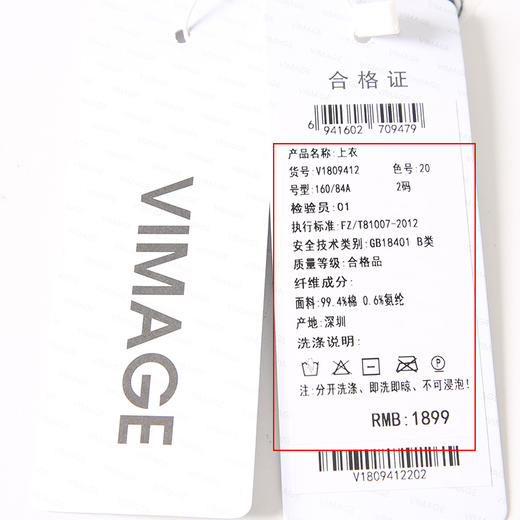 VIMAGE
合格证
6 941602 709479
产品名称:上衣
货号:V1809412 色号:20
号型:160/84A 2码
检验员:01
执行标准:FZ/T81007-2012
安全技术类别:GB18401 B类
质量等级:合格品
纤维成分:
面料:99.4%棉 0.6%氨纶
产地:深圳
洗涤说明:
P
注:分开洗涤、即洗即晾、不可浸泡!
RMB:1899
V1809412202